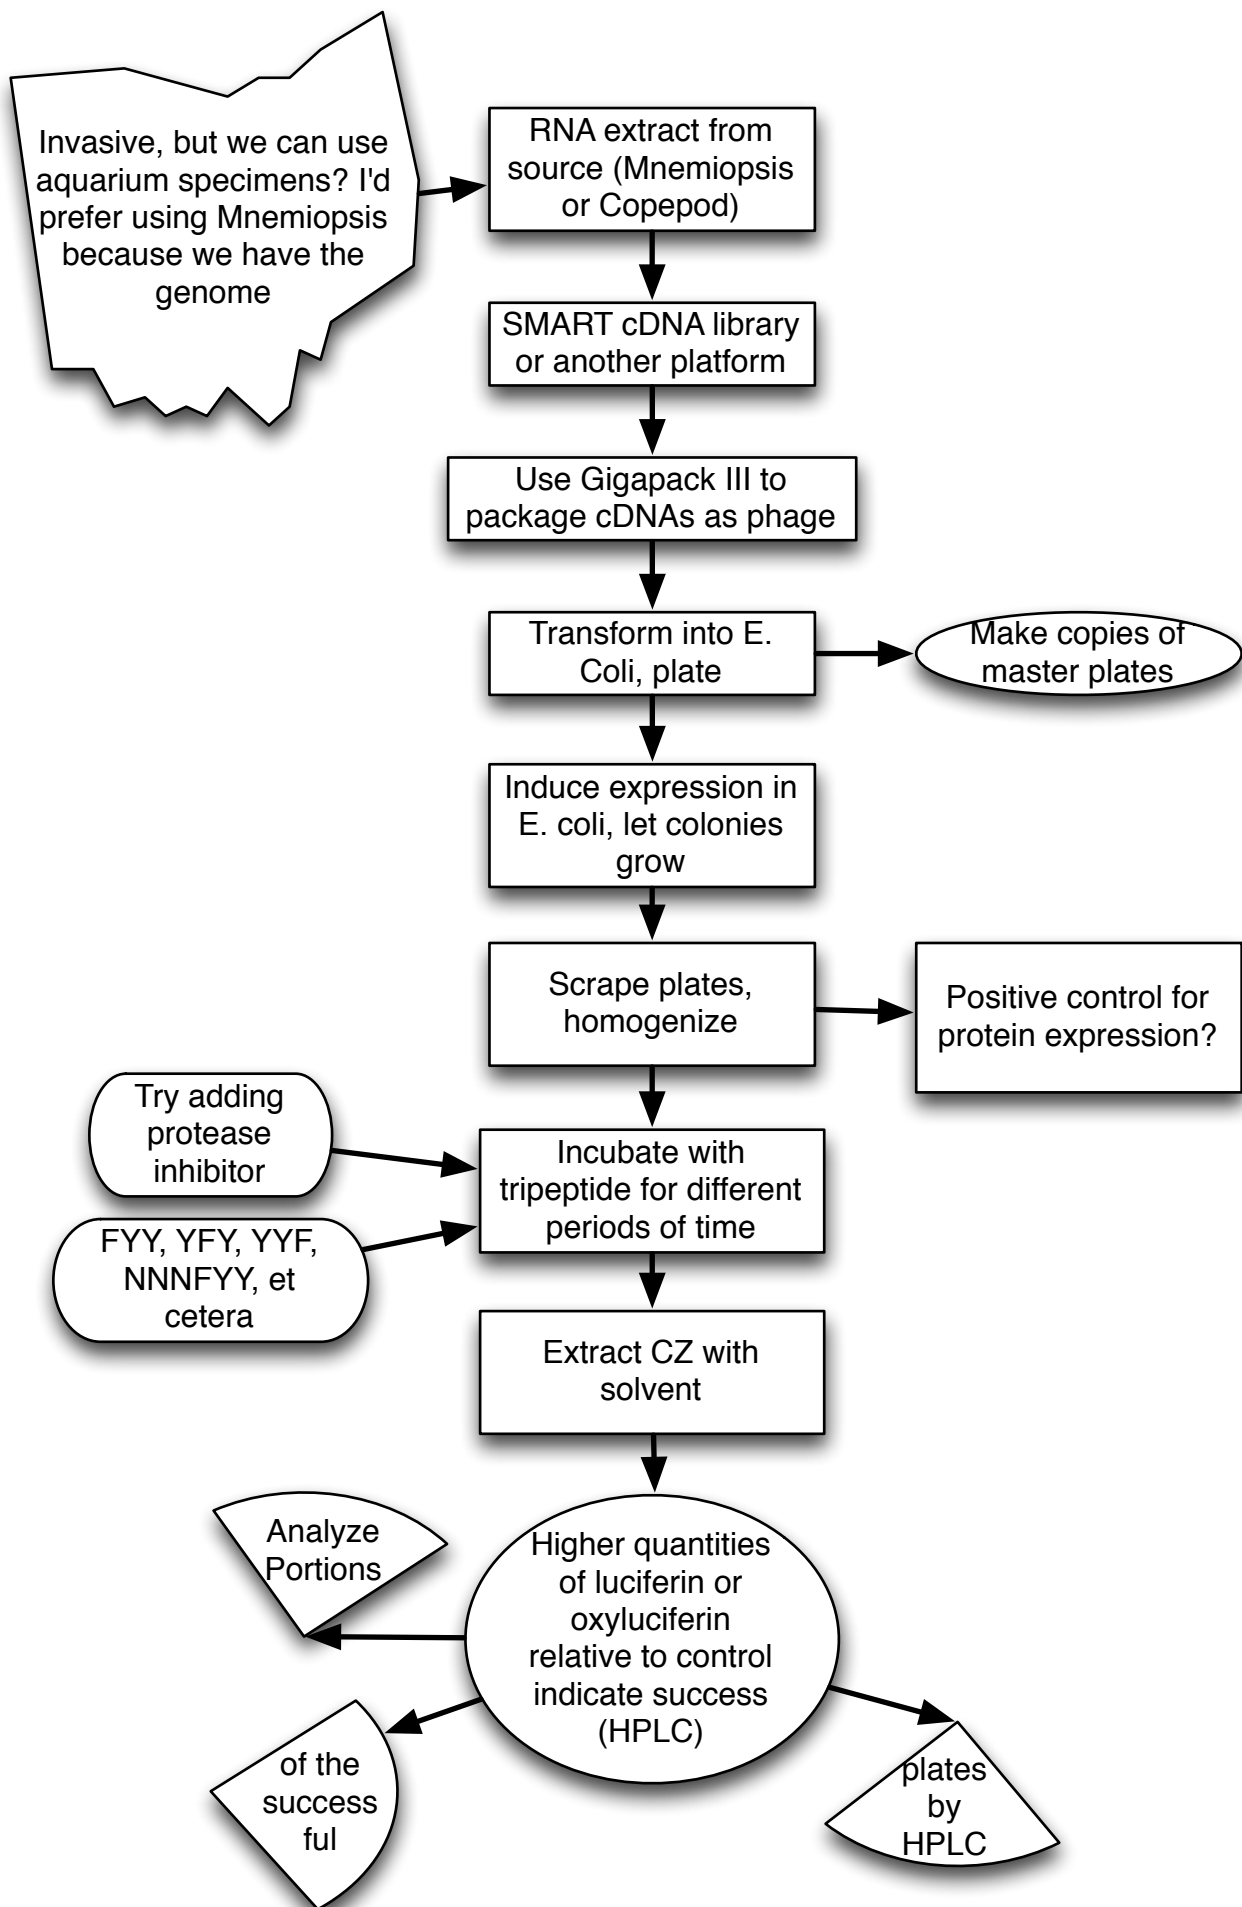 Invasive, but we can use
aquarium specimens? I'd
prefer using Mnemiopsis
because we have the
genome
RNA extract from
source (Mnemiopsis
or Copepod)
SMART cDNA library
or another platform
Use Gigapack III to
package cDNAs as phage
Transform into E.
Coli, plate
Make copies of
master plates
Induce expression in
E. coli, let colonies
grow
Scrape plates,
homogenize
Positive control for
protein expression?
Try adding
protease
inhibitor
Incubate with
tripeptide for different
periods of time
FYY, YFY, YYF,
NNNFYY, et
cetera
Extract CZ with
solvent
Higher quantities
of luciferin or
oxyluciferin
relative to control
indicate success
(HPLC)
Analyze
Portions
of the
success
ful
plates
by
HPLC